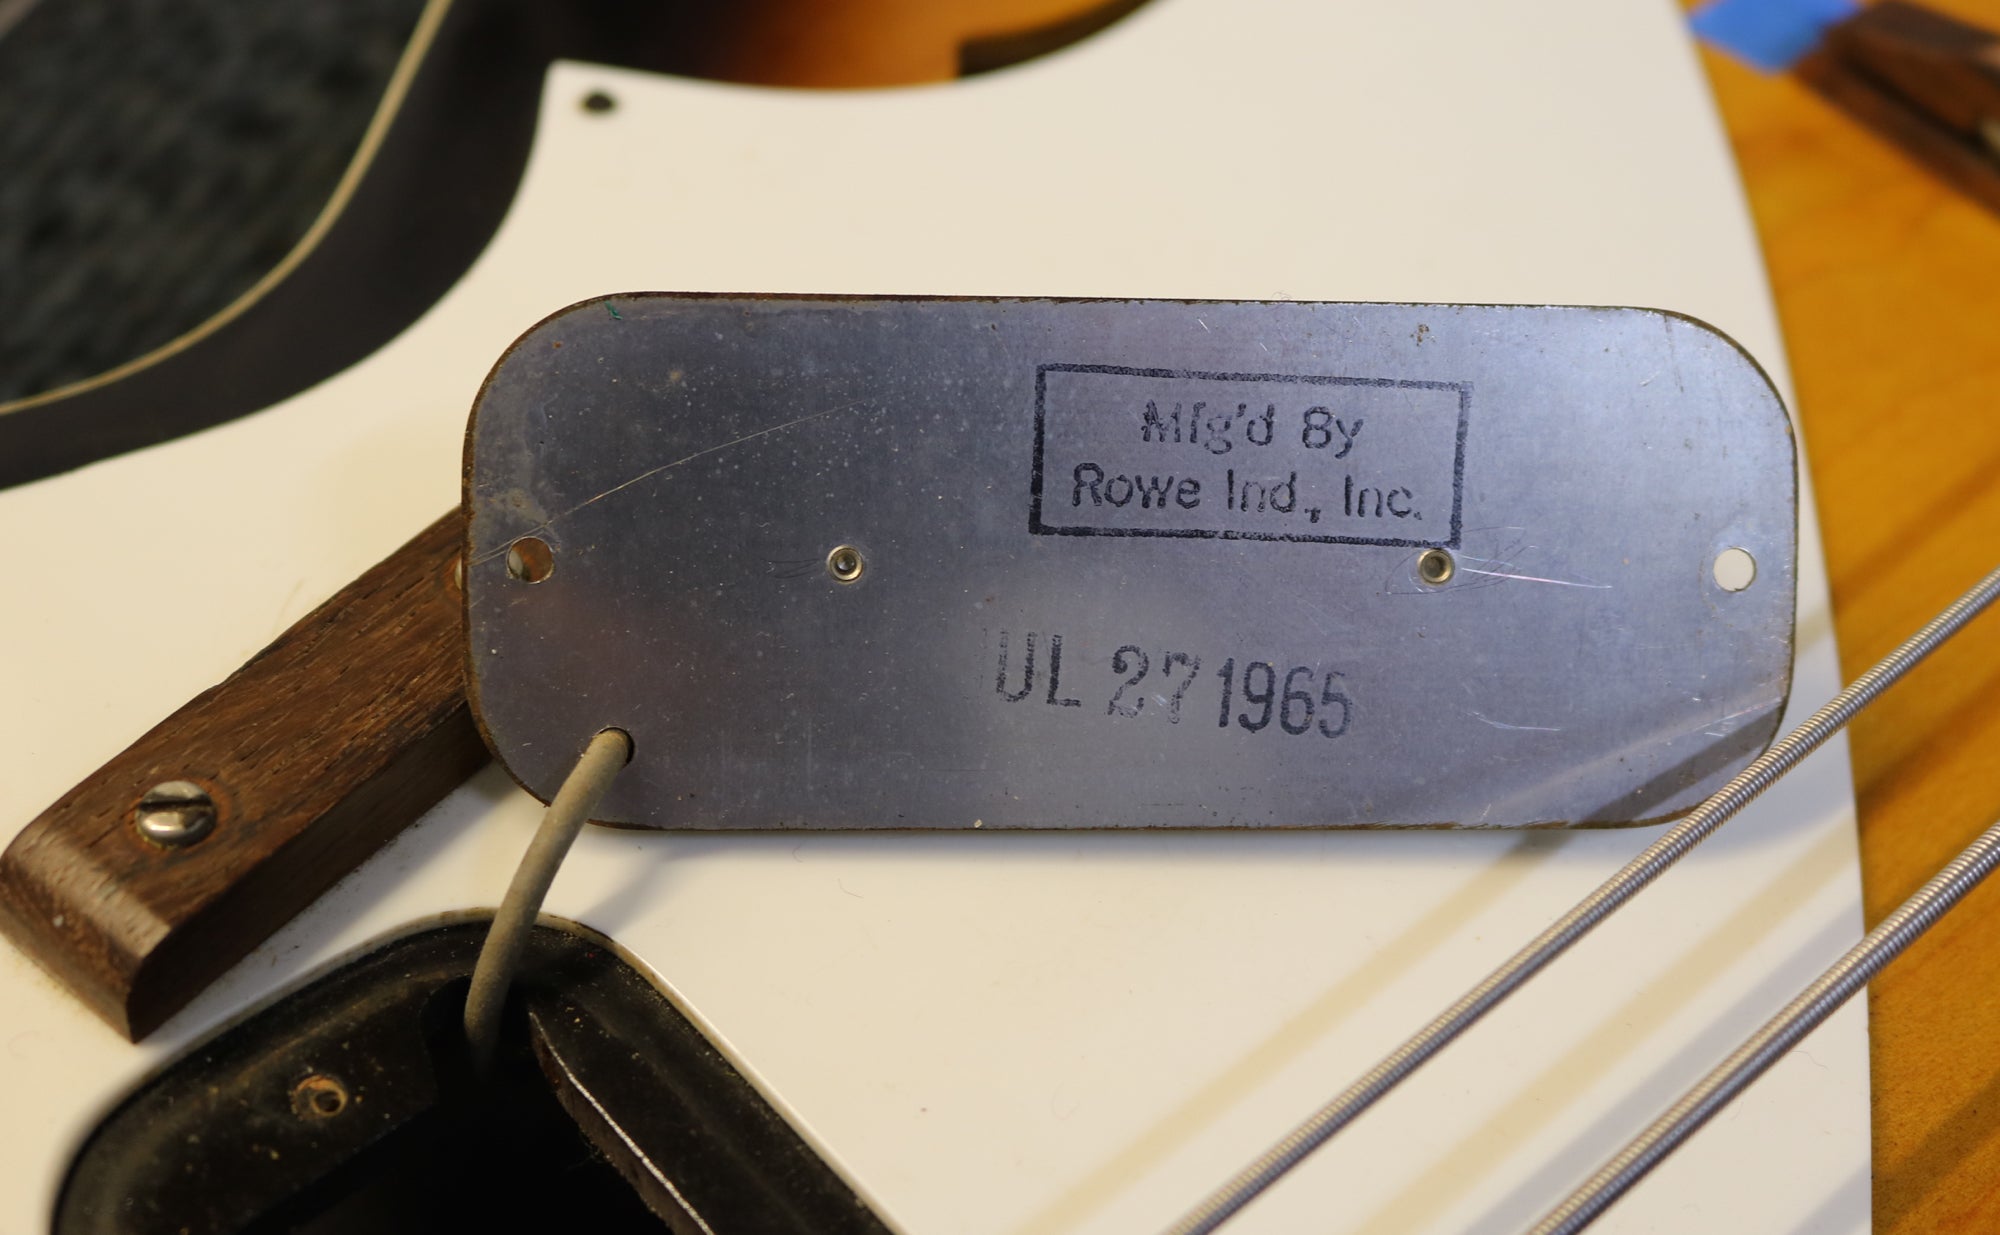 Mfg'd By
Rowe Ind., Inc.
UL 27 1965